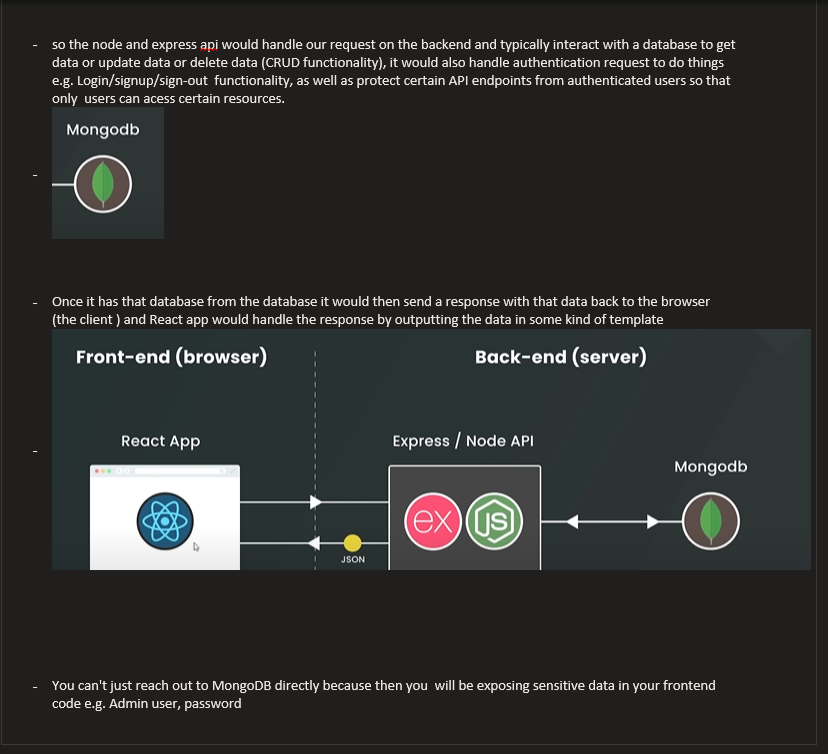 - so the node and express api would handle our request on the backend and typically interact with a database to get
data or update data or delete data (CRUD functionality), it would also handle authentication request to do things
e.g. Login/signup/sign-out  functionality, as well as protect certain API endpoints from authenticated users so that
only  users can acess certain resources.
Mongodb
-
- Once it has that database from the database it would then send a response with that data back to the browser
(the client ) and React app would handle the response by outputting the data in some kind of template
Front-end (browser)
Back-end (server)
-
React App
Express / Node API
Mongodb
ex
JS
JSON
- You can't just reach out to MongoDB directly because then you  will be exposing sensitive data in your frontend
code e.g. Admin user, password